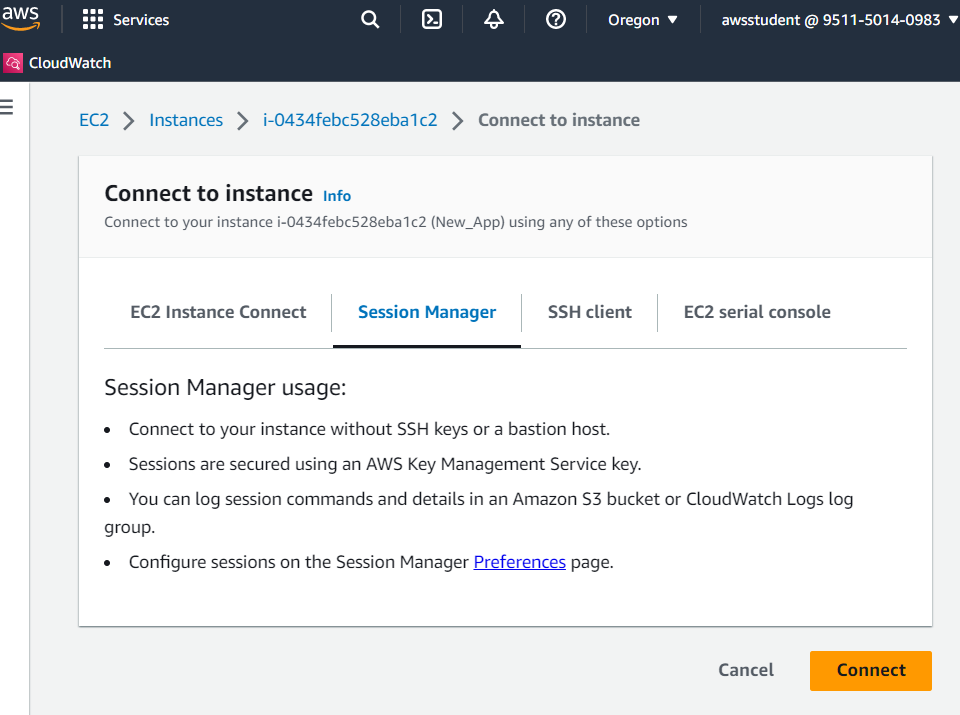 aws
Services
Oregon
awsstudent @ 9511-5014-0983
CloudWatch
EC2 > Instances > i-0434febc528eba1c2 > Connect to instance
Connect to instance Info
Connect to your instance i-0434febc528eba1c2 (New_App) using any of these options
EC2 Instance Connect
Session Manager
SSH client
EC2 serial console
Session Manager usage:
• Connect to your instance without SSH keys or a bastion host.
• Sessions are secured using an AWS Key Management Service key.
• You can log session commands and details in an Amazon S3 bucket or CloudWatch Logs log
group.
• Configure sessions on the Session Manager Preferences page.
Cancel
Connect